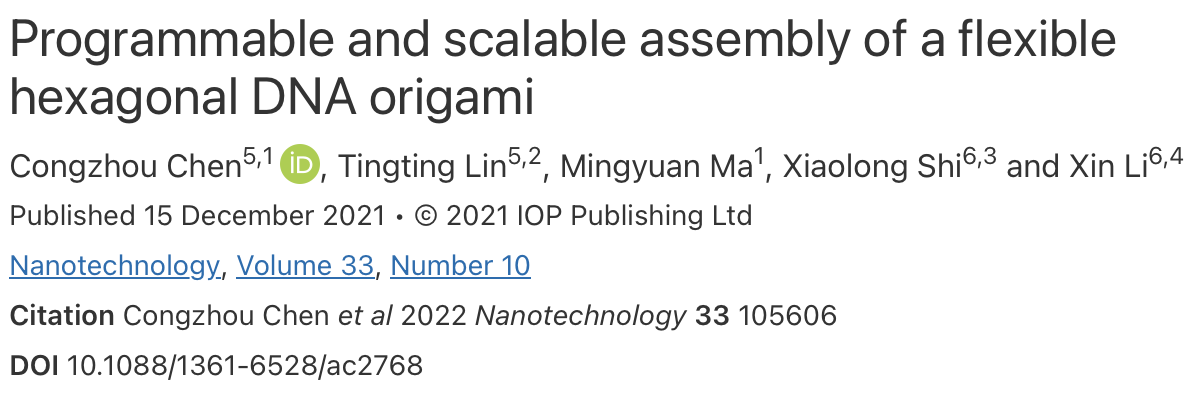 Programmable and scalable assembly of a flexible
hexagonal DNA origami
Congzhou Chen5,1 iD, Tingting Lin5,2, Mingyuan Ma1, Xiaolong Shi6,3 and Xin Li6,4
Published 15 December 2021 • © 2021 IOP Publishing Ltd
Nanotechnology, Volume 33, Number 10
Citation Congzhou Chen et al 2022 Nanotechnology 33 105606
DOI 10.1088/1361-6528/ac2768